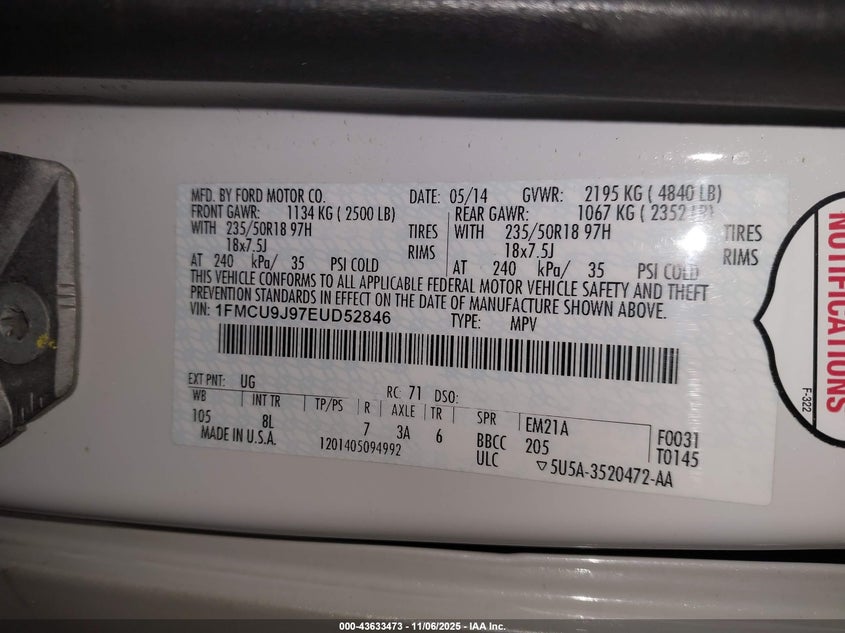 MFD. BY FORD MOTOR CO. DATE: 05/14 GVWR: 2195 KG ( 4840 LB)
FRONT GAWR: 1134 KG ( 2500 LB) REAR GAWR: 1067 KG ( 2352 LB)
WITH 235/50R18 97H TIRES WITH 235/50R18 97H TIRES
18x7.5J RIMS 18x7.5J RIMS
AT 240 kPa/ 35 PSI COLD AT 240 kPa/ 35 PSI COLD
THIS VEHICLE CONFORMS TO ALL APPLICABLE FEDERAL MOTOR VEHICLE SAFETY AND THEFT
PREVENTION STANDARDS IN EFFECT ON THE DATE OF MANUFACTURE SHOWN ABOVE.
VIN: 1FMCU9J97EUD52846 TYPE: MPV
EXT PNT: UG RC: 71 DSO:
WB INT TR TP/PS R AXLE TR SPR EM21A F0031
105 8L 7 3A 6 BBCC 205 T0145
MADE IN U.S.A. 1201405094992 ULC ▽5U5A-3520472-AA
NOTIFICATIONS
F-322
000-43633473 - 11/06/2025 - IAA Inc.